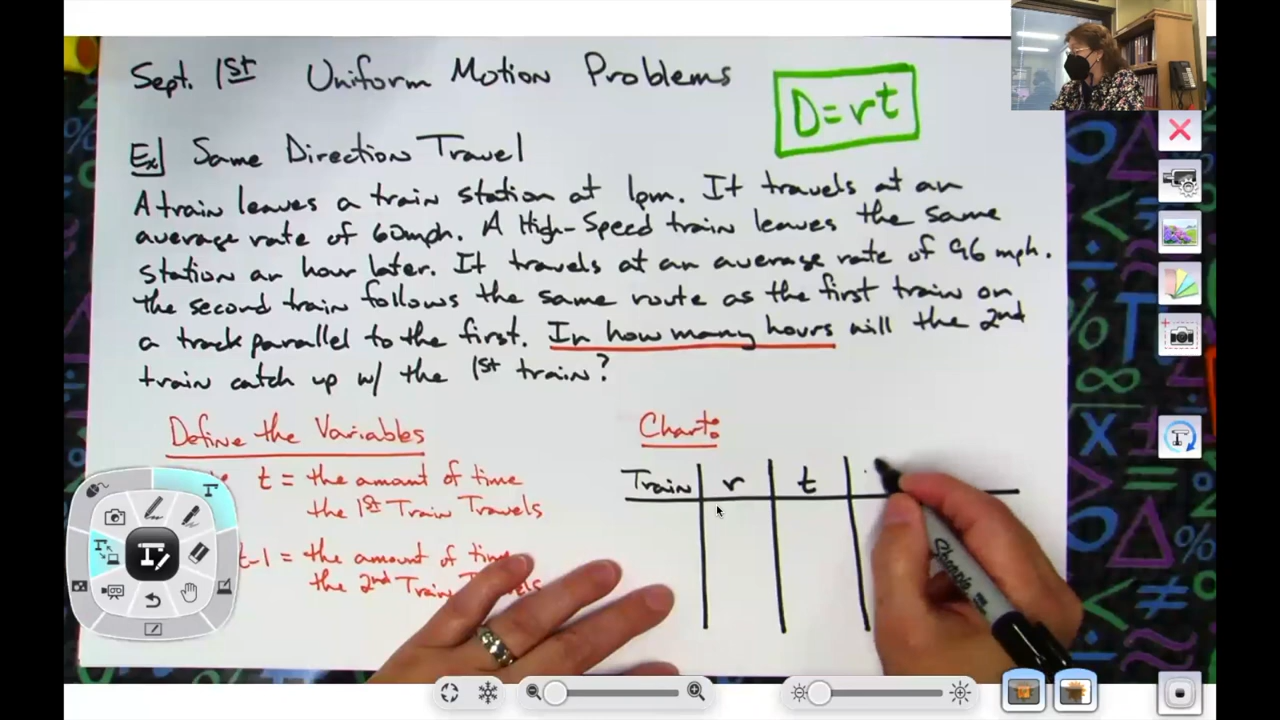 Sept. 1st Uniform Motion Problems
D=rt
Ex Same Direction Travel
A train leaves a train station at 1pm. It travels at an
average rate of 60mph. A High-Speed train leaves the same
station an hour later. It travels at an average rate of 96 mph.
The second train follows the same route as the first train on
a track parallel to the first. In how many hours will the 2nd
train catch up w/ the 1st train?
Define the Variables
t = the amount of time
the 1st Train Travels
t-1 = the amount of time
the 2nd Train Travels
Chart:
Train r t
Sharpie